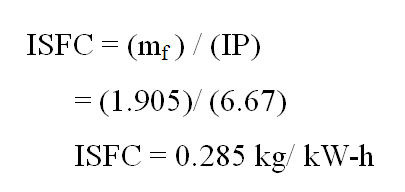 ISFC = (mf) / (IP)
= (1.905)/ (6.67)
ISFC = 0.285 kg/ kW-h